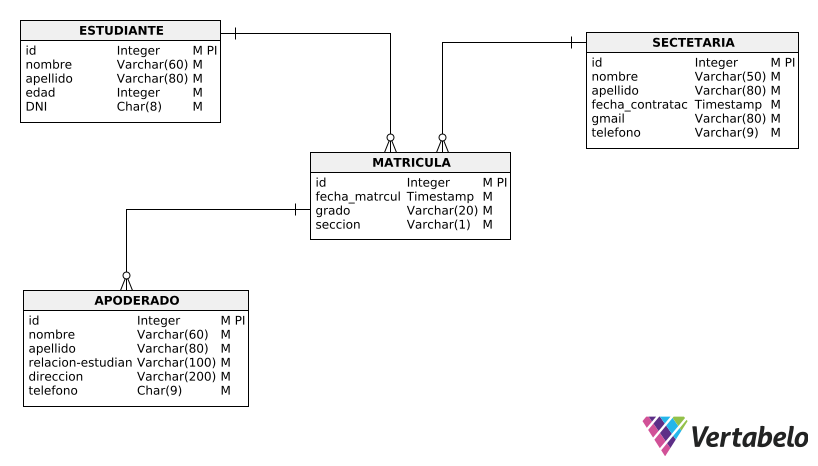 ESTUDIANTE
id Integer M PI
nombre Varchar(60) M
apellido Varchar(80) M
edad Integer M
DNI Char(8) M
SECTETARIA
id Integer M PI
nombre Varchar(50) M
apellido Varchar(80) M
fecha_contratac Timestamp M
gmail Varchar(80) M
telefono Varchar(9) M
MATRICULA
id Integer M PI
fecha_matrcul Timestamp M
grado Varchar(20) M
seccion Varchar(1) M
APODERADO
id Integer M PI
nombre Varchar(60) M
apellido Varchar(80) M
relacion-estudian Varchar(100) M
direccion Varchar(200) M
telefono Char(9) M
Vertabelo